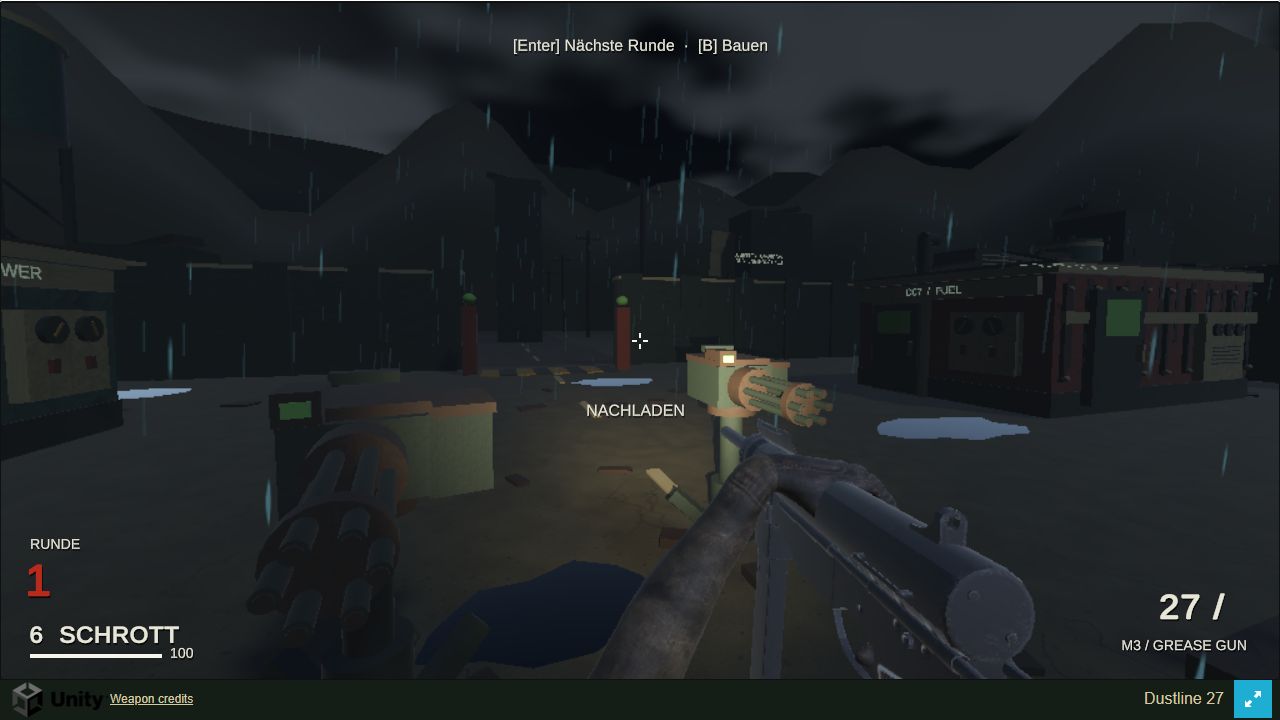 [Enter] Nächste Runde · [B] Bauen
WER
CC7 / FUEL
NACHLADEN
RUNDE
1
6 SCHROTT
100
27 /
M3 / GREASE GUN
Unity
Weapon credits
Dustline 27